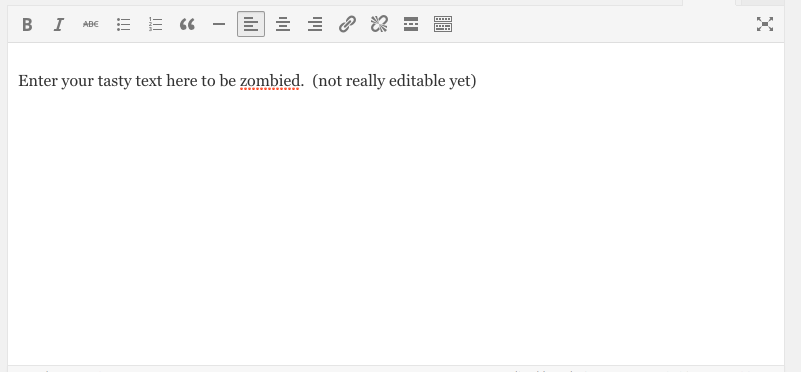 B I ABC
Enter your tasty text here to be zombied.  (not really editable yet)